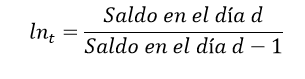 ln_t = Saldo en el día d / Saldo en el día d − 1